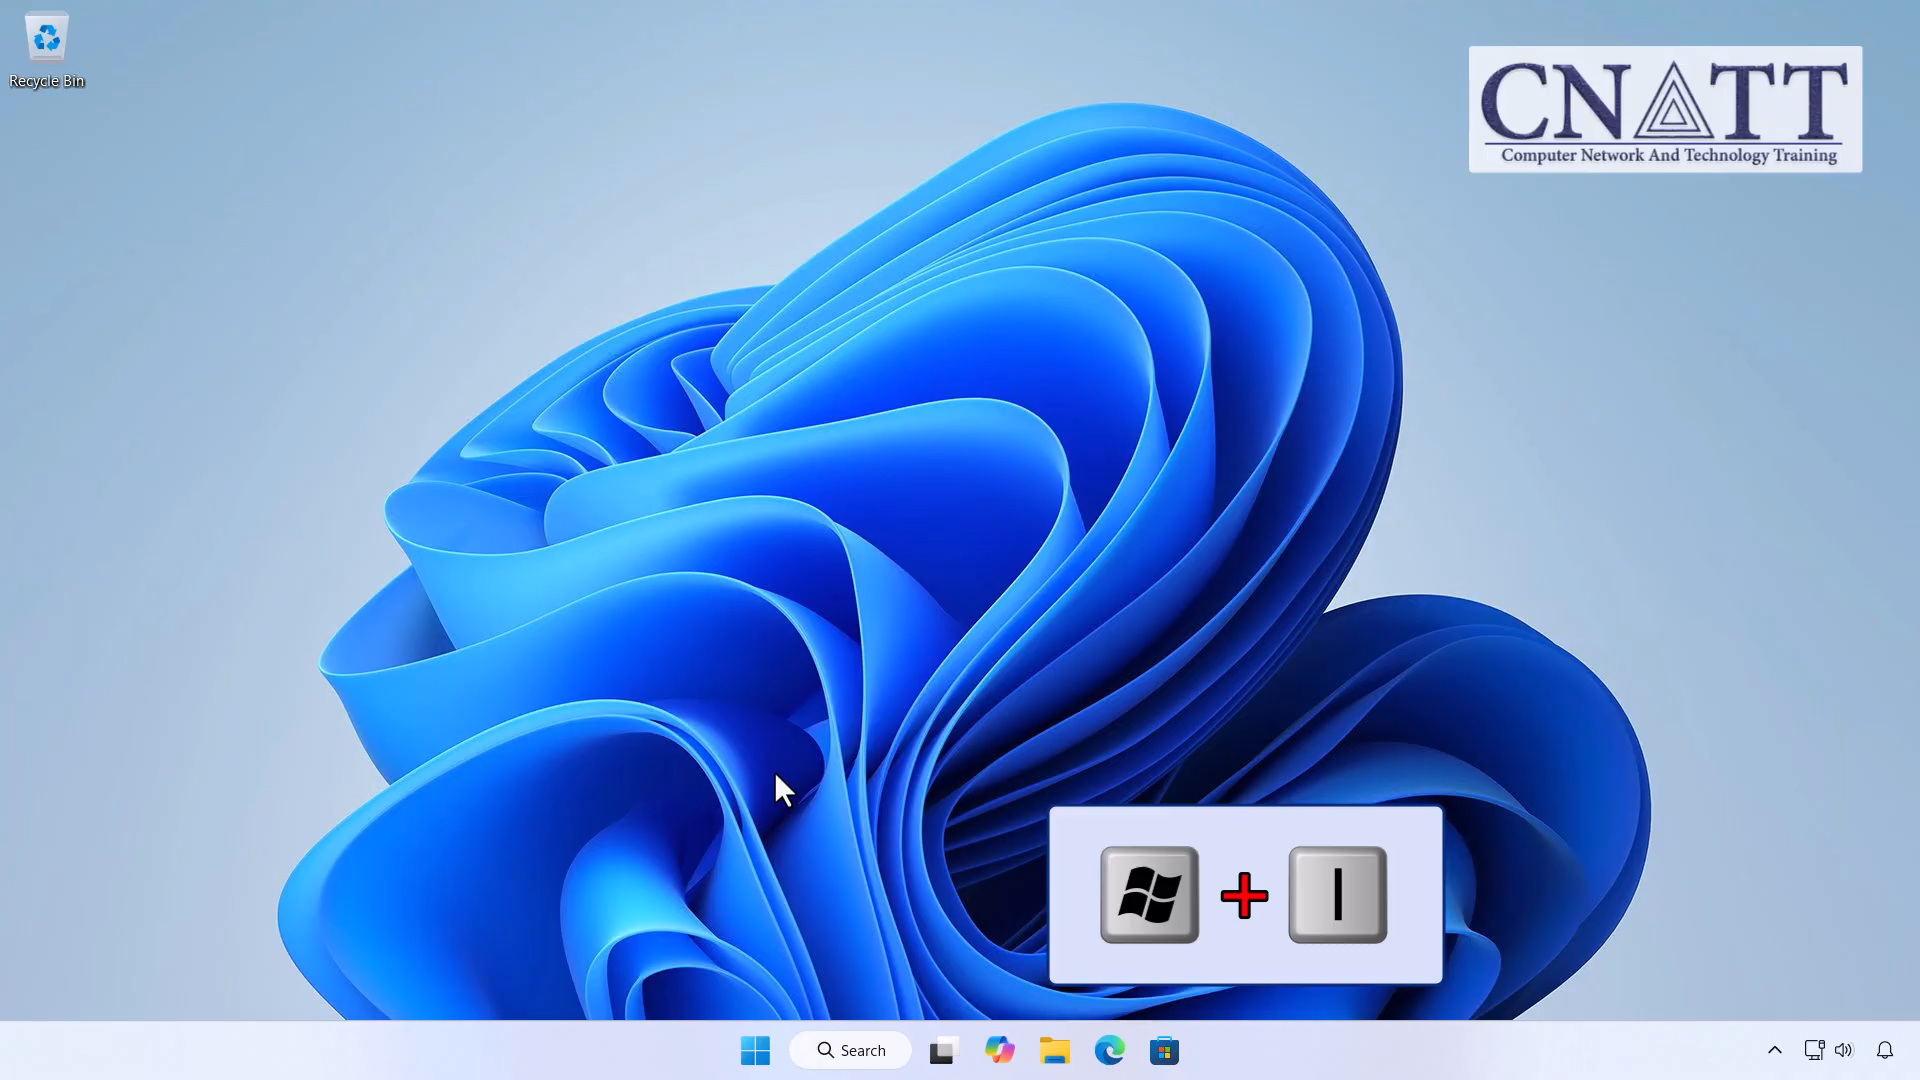 Recycle Bin
CNATT
Computer Network And Technology Training
+ I
Search